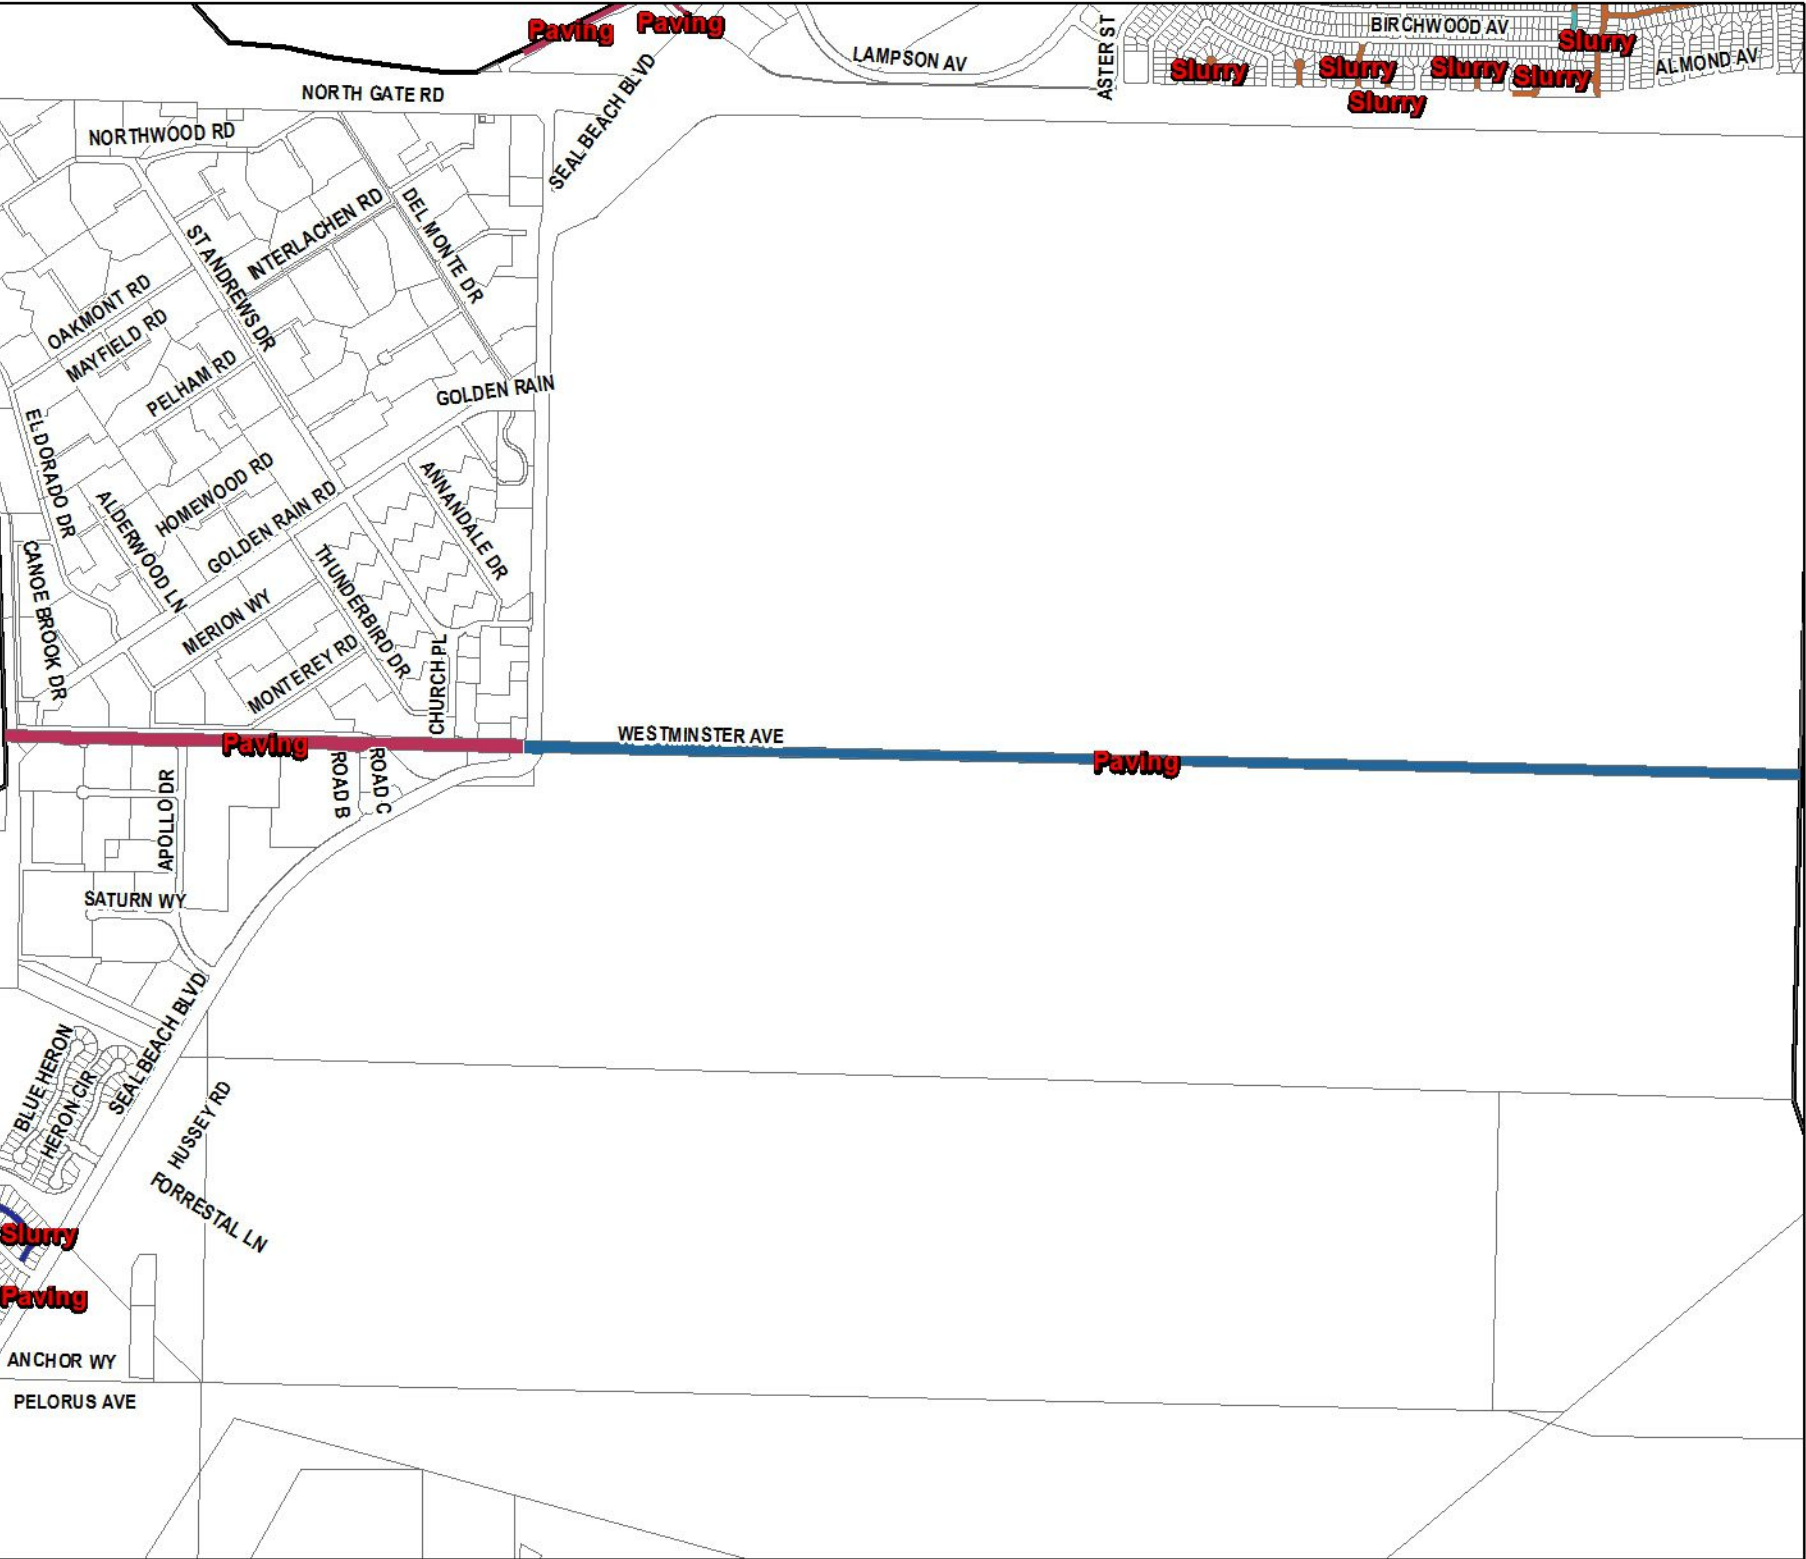 Paving
Paving
BIRCHWOOD AV
Slurry
LAMPSON AV
ASTER ST
Slurry
Slurry
Slurry
Slurry
ALMOND AV
Slurry
NORTH GATE RD
SEAL BEACH BLVD
NORTHWOOD RD
INTERLACHEN RD
DEL MONTE DR
ST ANDREWS DR
OAKMONT RD
MAYFIELD RD
PELHAM RD
GOLDEN RAIN
EL DORADO DR
HOMEWOOD RD
ANNANDALE DR
ALDERWOOD LN
GOLDEN RAIN RD
CANOE BROOK DR
THUNDERBIRD DR
MERION WY
MONTEREY RD
CHURCH PL
WESTMINSTER AVE
Paving
Paving
ROAD B
ROAD C
APOLLO DR
SATURN WY
SEAL BEACH BLVD
BLUE HERON
HERON CIR
HUSSEY RD
FORRESTAL LN
Slurry
Paving
ANCHOR WY
PELORUS AVE